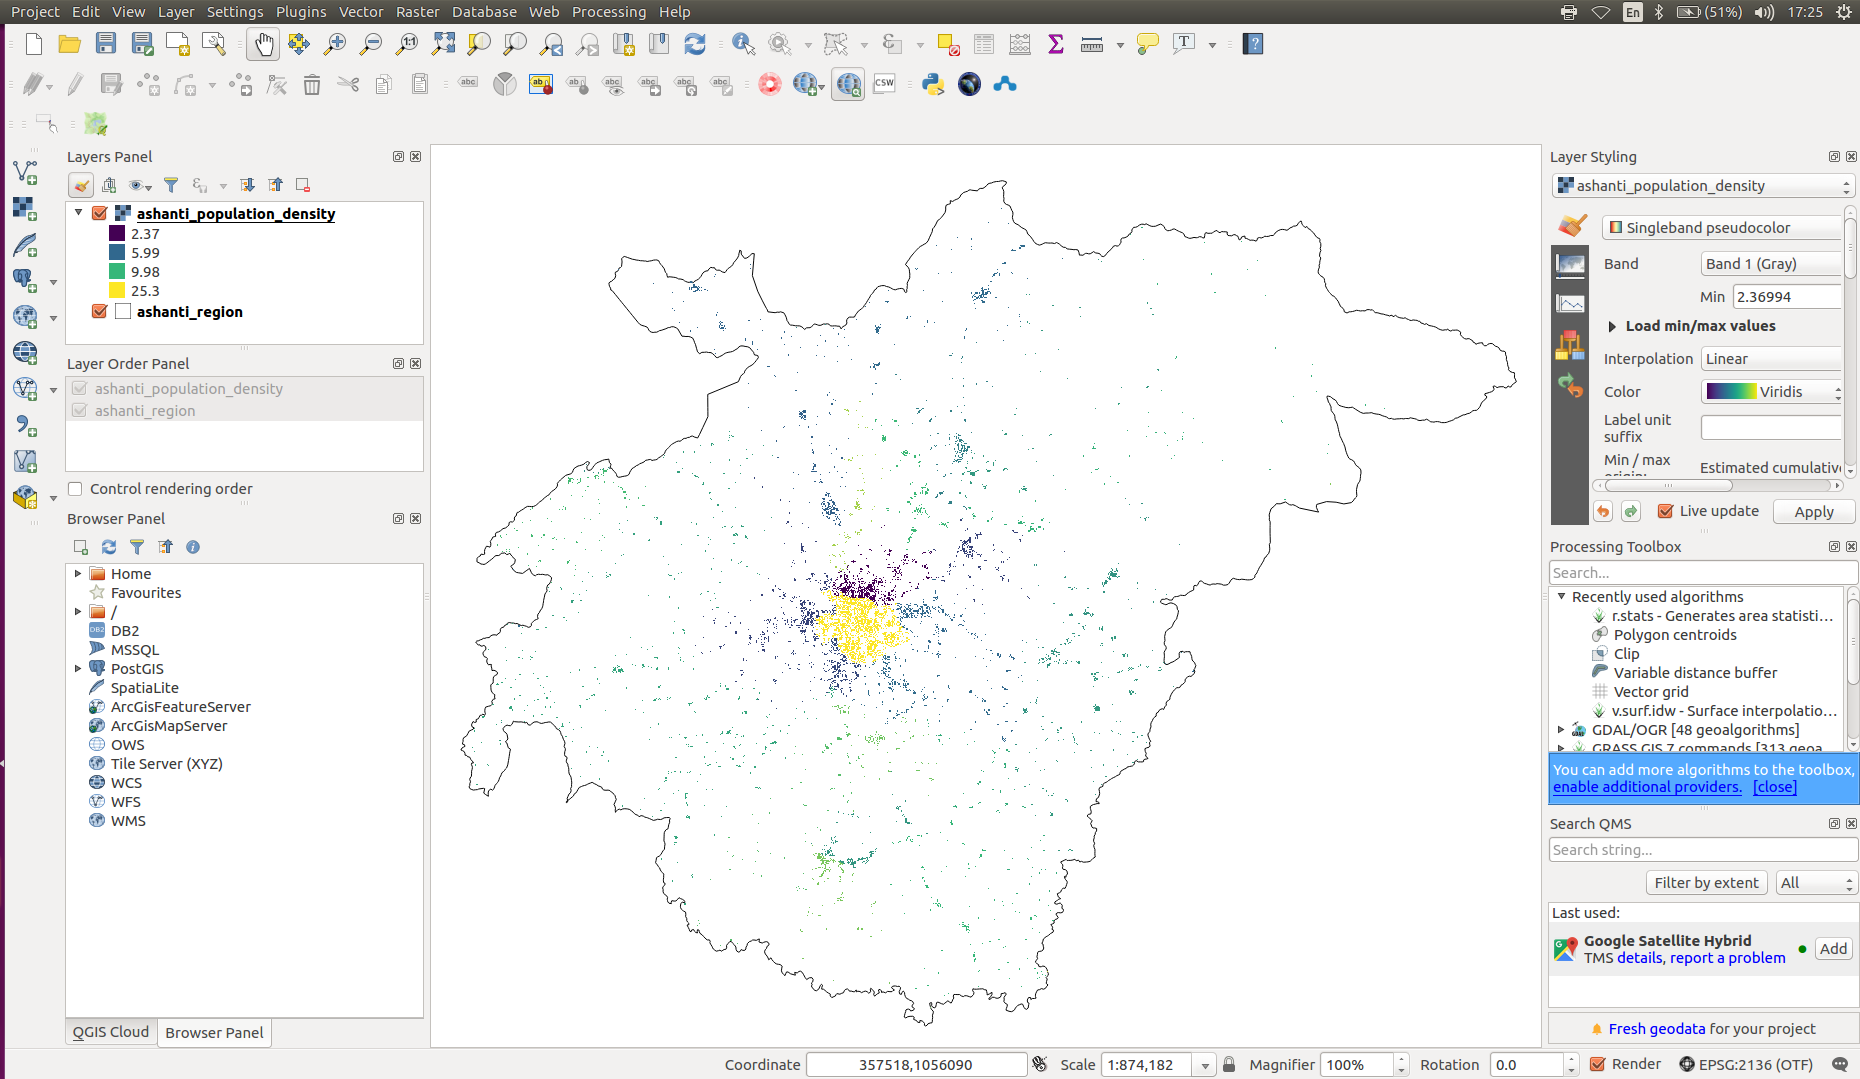 Project Edit View Layer Settings Plugins Vector Raster Database Web Processing Help
En (51%) 17:25
Layers Panel
ashanti_population_density
2.37
5.99
9.98
25.3
ashanti_region
Layer Order Panel
ashanti_population_density
ashanti_region
Control rendering order
Browser Panel
Home
Favourites
/
DB2
MSSQL
PostGIS
SpatiaLite
ArcGisFeatureServer
ArcGisMapServer
OWS
Tile Server (XYZ)
WCS
WFS
WMS
QGIS Cloud
Browser Panel
Layer Styling
ashanti_population_density
Singleband pseudocolor
Band Band 1 (Gray)
Min 2.36994
Load min/max values
Interpolation Linear
Color Viridis
Label unit
suffix
Min / max
Estimated cumulative
Live update Apply
Processing Toolbox
Search...
Recently used algorithms
r.stats - Generates area statisti...
Polygon centroids
Clip
Variable distance buffer
Vector grid
v.surf.idw - Surface interpolatio...
GDAL/OGR [48 geoalgorithms]
GRASS GIS 7 commands [313 geoa
You can add more algorithms to the toolbox,
enable additional providers. [close]
Search QMS
Search string...
Filter by extent All
Last used:
Google Satellite Hybrid
TMS details, report a problem
Add
Fresh geodata for your project
Coordinate 357518,1056090 Scale 1:874,182 Magnifier 100% Rotation 0.0 Render EPSG:2136 (OTF)